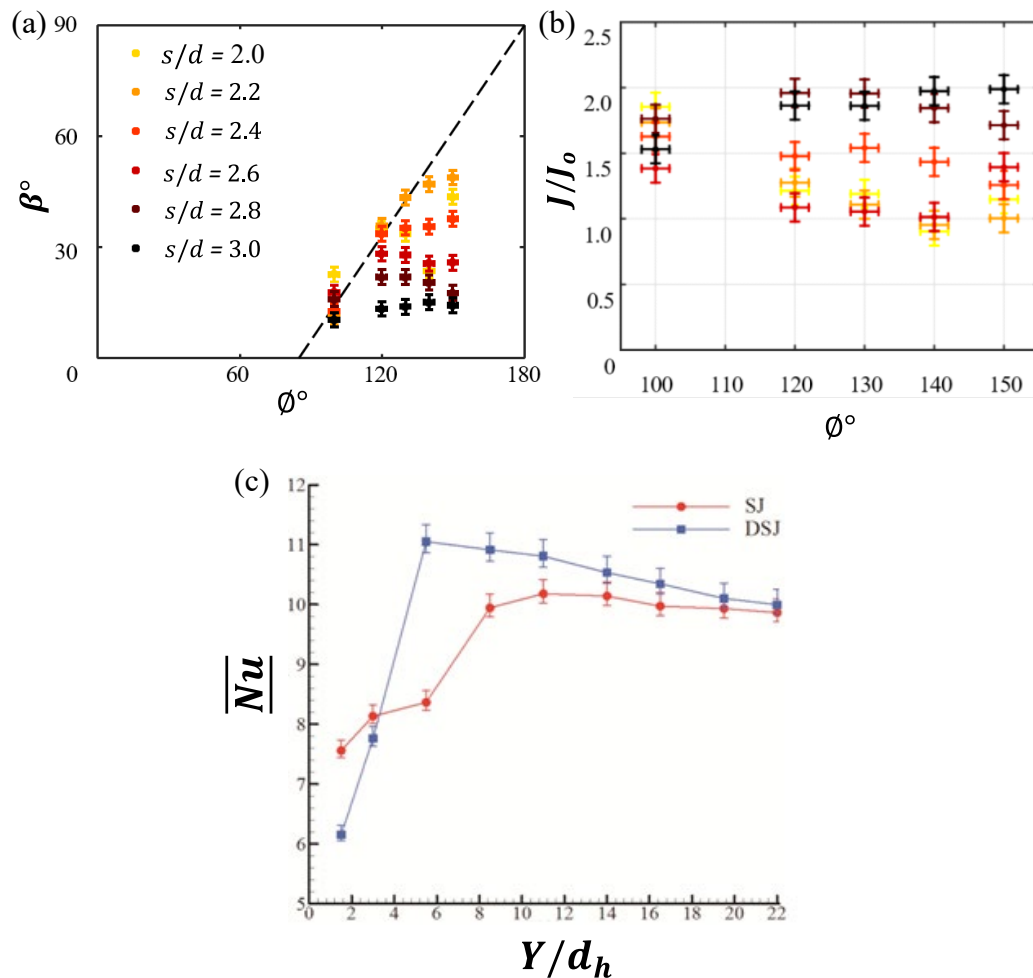 (a)
90
60
30
0
β°
s/d = 2.0
s/d = 2.2
s/d = 2.4
s/d = 2.6
s/d = 2.8
s/d = 3.0
60
120
180
Ø°
(b)
2.5
2.0
1.5
1.0
0.5
0
J/Jo
100
110
120
130
140
150
Ø°
(c)
12
11
10
9
8
7
6
5
Nu
SJ
DSJ
0
2
4
6
8
10
12
14
16
18
20
22
Y/dh